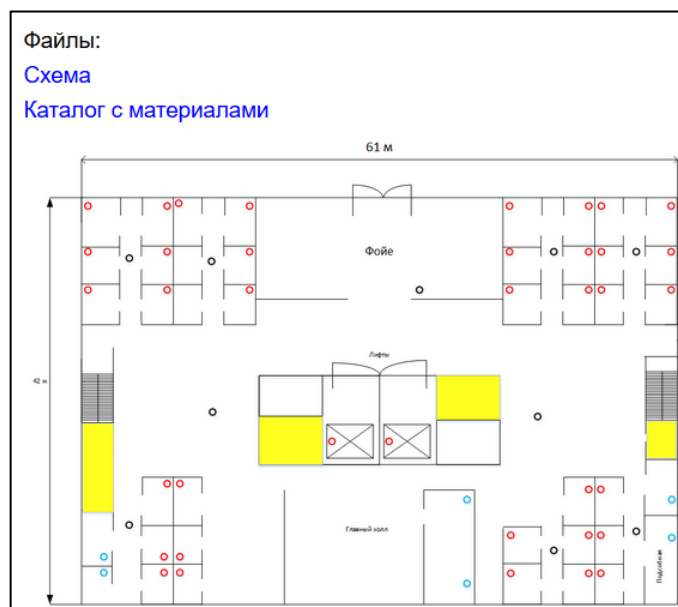 Файлы:
Схема
Каталог с материалами
61 м
Фойе
Лифты
42 м
Главный холл
Подсобная